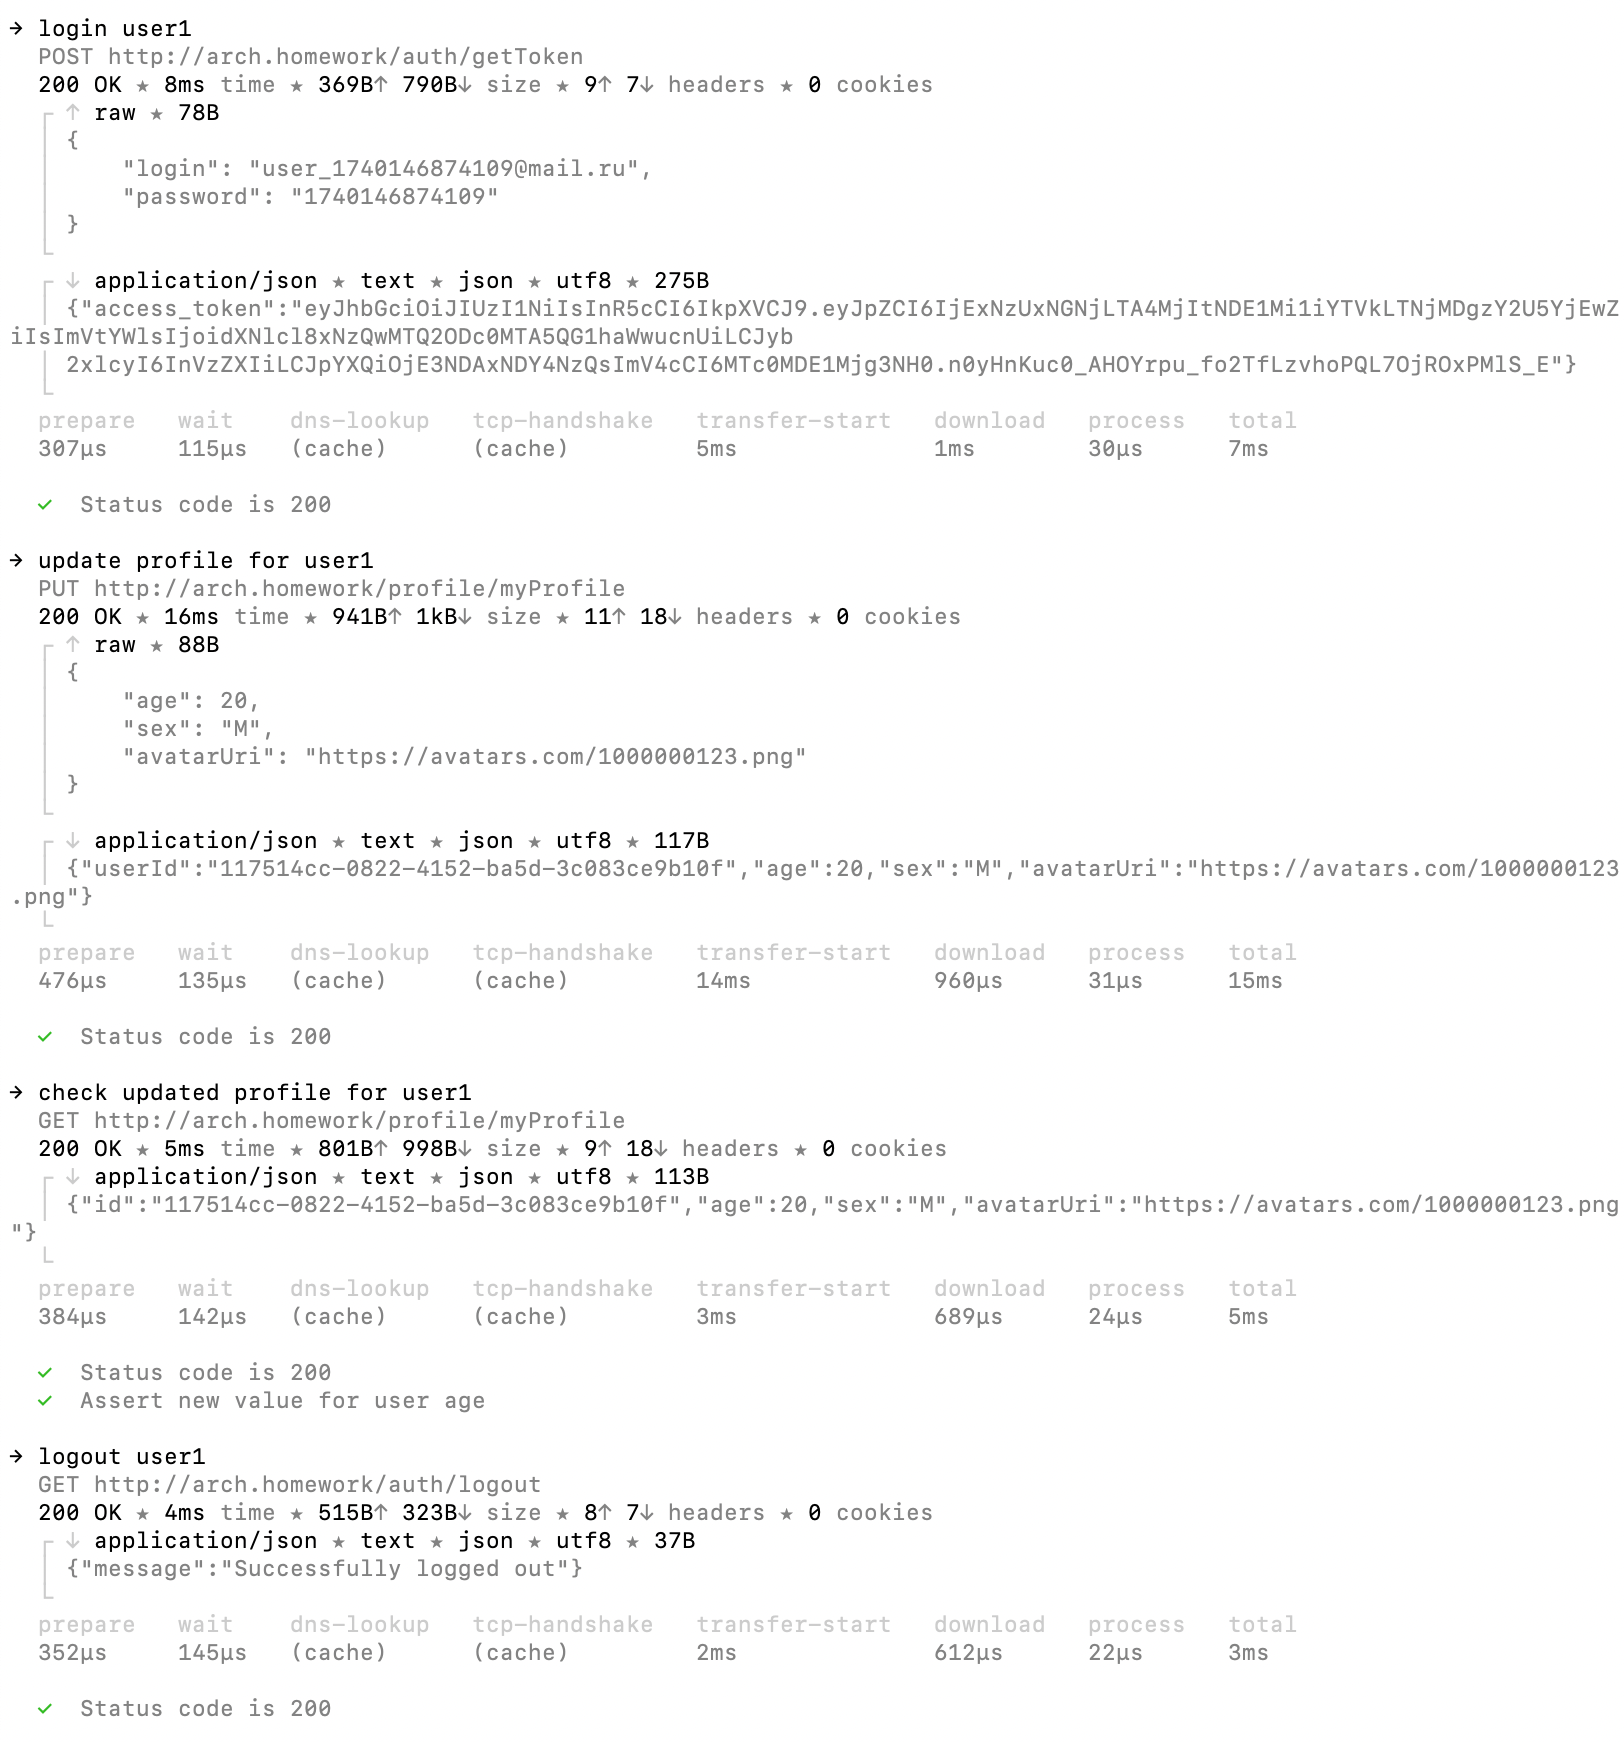 → login user1
POST http://arch.homework/auth/getToken
200 OK ★ 8ms time ★ 369B↑ 790B↓ size ★ 9↑ 7↓ headers ★ 0 cookies
┌ ↑ raw ★ 78B
│ {
│     "login": "user_1740146874109@mail.ru",
│     "password": "1740146874109"
│ }
└
┌ ↓ application/json ★ text ★ json ★ utf8 ★ 275B
│ {"access_token":"eyJhbGciOiJIUzI1NiIsInR5cCI6IkpXVCJ9.eyJpZCI6IjExNzUxNGNjLTA4MjItNDE1Mi1iYTVkLTNjMDgzY2U5YjEwZ
iIsImVtYWlsIjoidXNlcl8xNzQwMTQ2ODc0MTA5QG1haWwucnUiLCJyb
│ 2xlcyI6InVzZXIiLCJpYXQiOjE3NDAxNDY4NzQsImV4cCI6MTc0MDE1Mjg3NH0.n0yHnKuc0_AHOYrpu_fo2TfLzvhoPQL7OjROxPMlS_E"}
└
prepare   wait    dns-lookup   tcp-handshake   transfer-start   download   process   total
307µs     115µs   (cache)      (cache)         5ms              1ms        30µs      7ms
✓  Status code is 200
→ update profile for user1
PUT http://arch.homework/profile/myProfile
200 OK ★ 16ms time ★ 941B↑ 1kB↓ size ★ 11↑ 18↓ headers ★ 0 cookies
┌ ↑ raw ★ 88B
│ {
│     "age": 20,
│     "sex": "M",
│     "avatarUri": "https://avatars.com/1000000123.png"
│ }
└
┌ ↓ application/json ★ text ★ json ★ utf8 ★ 117B
│ {"userId":"117514cc-0822-4152-ba5d-3c083ce9b10f","age":20,"sex":"M","avatarUri":"https://avatars.com/1000000123
.png"}
└
prepare   wait    dns-lookup   tcp-handshake   transfer-start   download   process   total
476µs     135µs   (cache)      (cache)         14ms             960µs      31µs      15ms
✓  Status code is 200
→ check updated profile for user1
GET http://arch.homework/profile/myProfile
200 OK ★ 5ms time ★ 801B↑ 998B↓ size ★ 9↑ 18↓ headers ★ 0 cookies
┌ ↓ application/json ★ text ★ json ★ utf8 ★ 113B
│ {"id":"117514cc-0822-4152-ba5d-3c083ce9b10f","age":20,"sex":"M","avatarUri":"https://avatars.com/1000000123.png
"}
└
prepare   wait    dns-lookup   tcp-handshake   transfer-start   download   process   total
384µs     142µs   (cache)      (cache)         3ms              689µs      24µs      5ms
✓  Status code is 200
✓  Assert new value for user age
→ logout user1
GET http://arch.homework/auth/logout
200 OK ★ 4ms time ★ 515B↑ 323B↓ size ★ 8↑ 7↓ headers ★ 0 cookies
┌ ↓ application/json ★ text ★ json ★ utf8 ★ 37B
│ {"message":"Successfully logged out"}
└
prepare   wait    dns-lookup   tcp-handshake   transfer-start   download   process   total
352µs     145µs   (cache)      (cache)         2ms              612µs      22µs      3ms
✓  Status code is 200